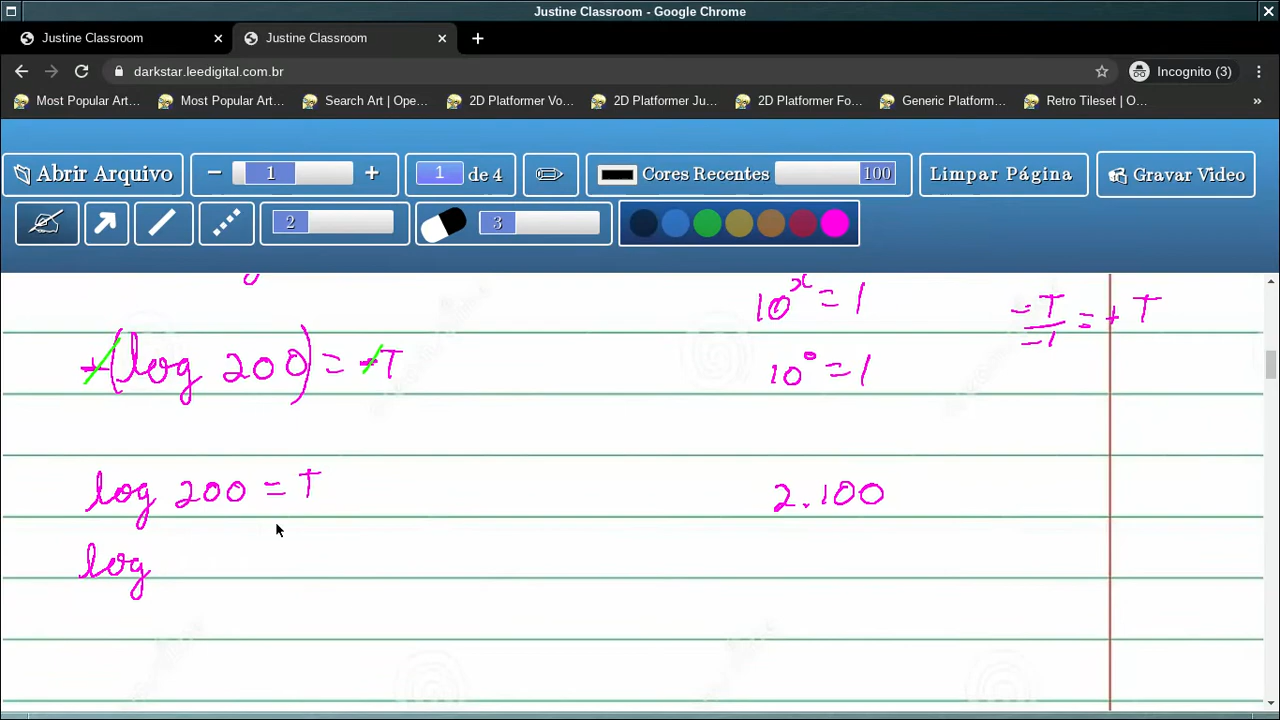 Justine Classroom - Google Chrome
Justine Classroom
Justine Classroom
darkstar.leedigital.com.br
Incognito (3)
Most Popular Art...
Most Popular Art...
Search Art | Ope...
2D Platformer Vo...
2D Platformer Ju...
2D Platformer Fo...
Generic Platform...
Retro Tileset | O...
Abrir Arquivo
− 1 +
1 de 4
Cores Recentes 100
Limpar Página
Gravar Video
2
3
10^x = 1
-T/-1 = + T
-(log 200) = -T
10^0 = 1
log 200 = T
2.100
log